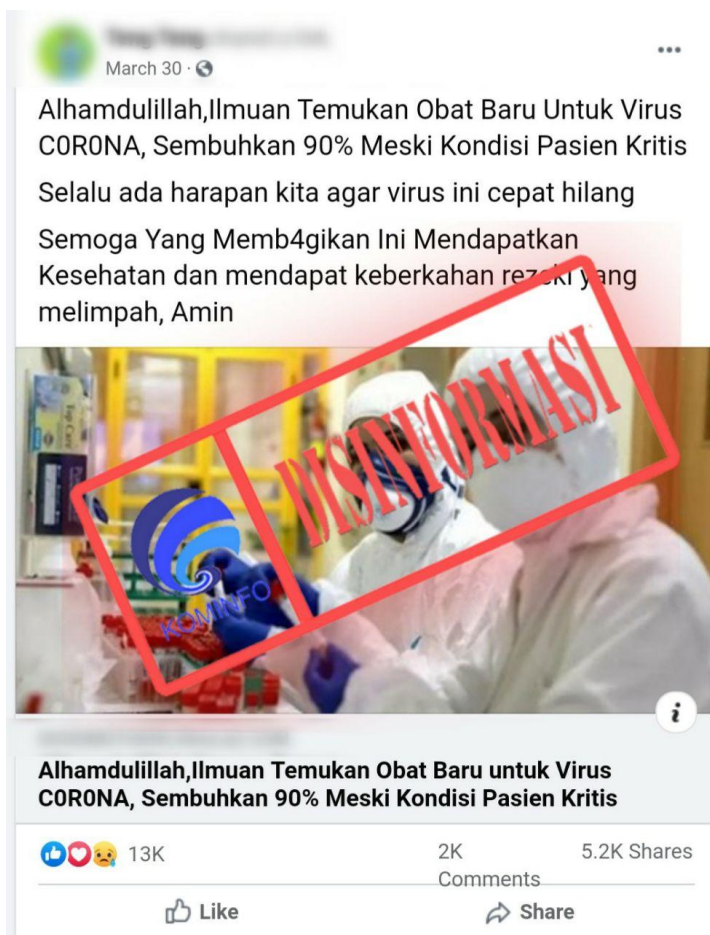 March 30
Alhamdulillah,Ilmuan Temukan Obat Baru Untuk Virus
C0R0NA, Sembuhkan 90% Meski Kondisi Pasien Kritis
Selalu ada harapan kita agar virus ini cepat hilang
Semoga Yang Memb4gikan Ini Mendapatkan
Kesehatan dan mendapat keberkahan rezeki yang
melimpah, Amin
Top Care
DISINFORMASI
KOMINFO
i
Alhamdulillah,Ilmuan Temukan Obat Baru untuk Virus
C0R0NA, Sembuhkan 90% Meski Kondisi Pasien Kritis
13K
2K Comments
5.2K Shares
Like
Share